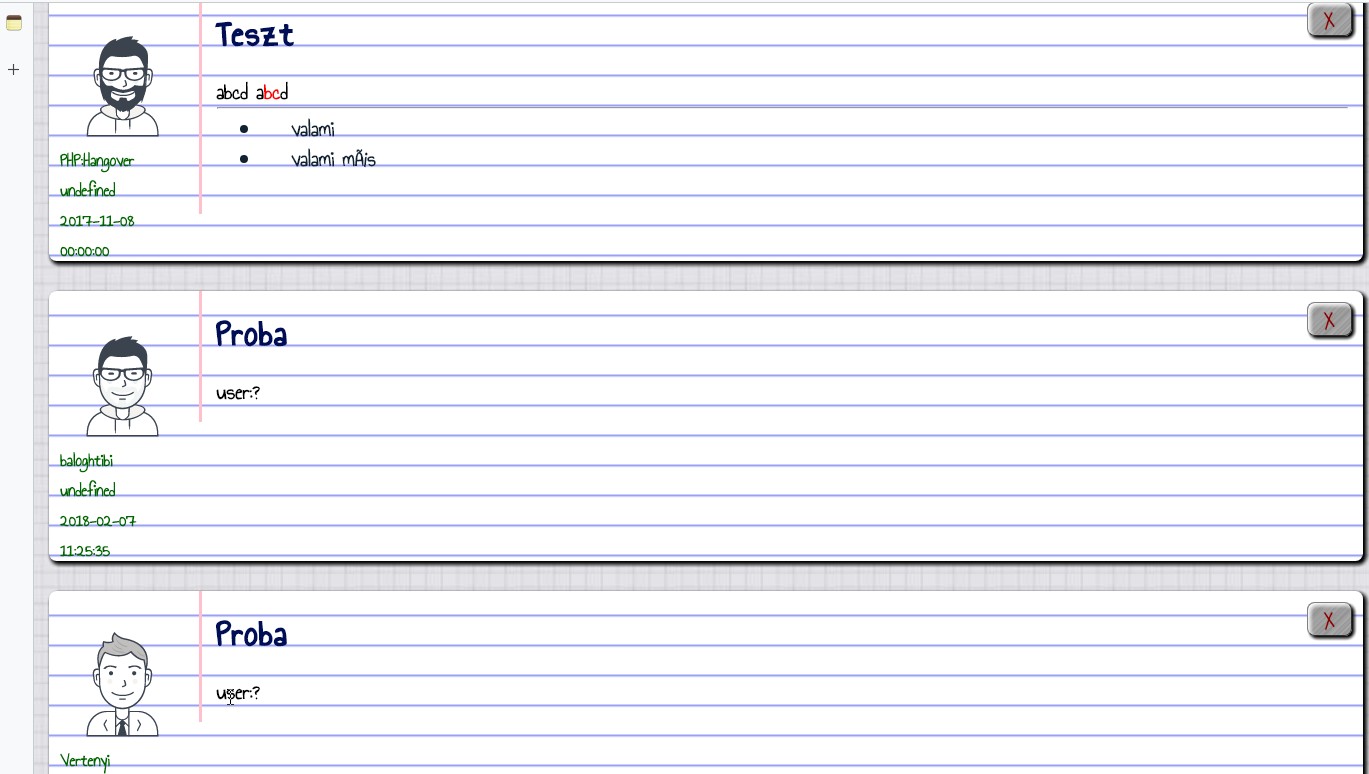 Teszt
X
abcd abcd
valami
valami mÃis
PHP:Hangover
undefined
2017-11-08
00:00:00
Proba
X
user:?
baloghtibi
undefined
2018-02-07
11:25:35
Proba
X
user:?
Vertenyi